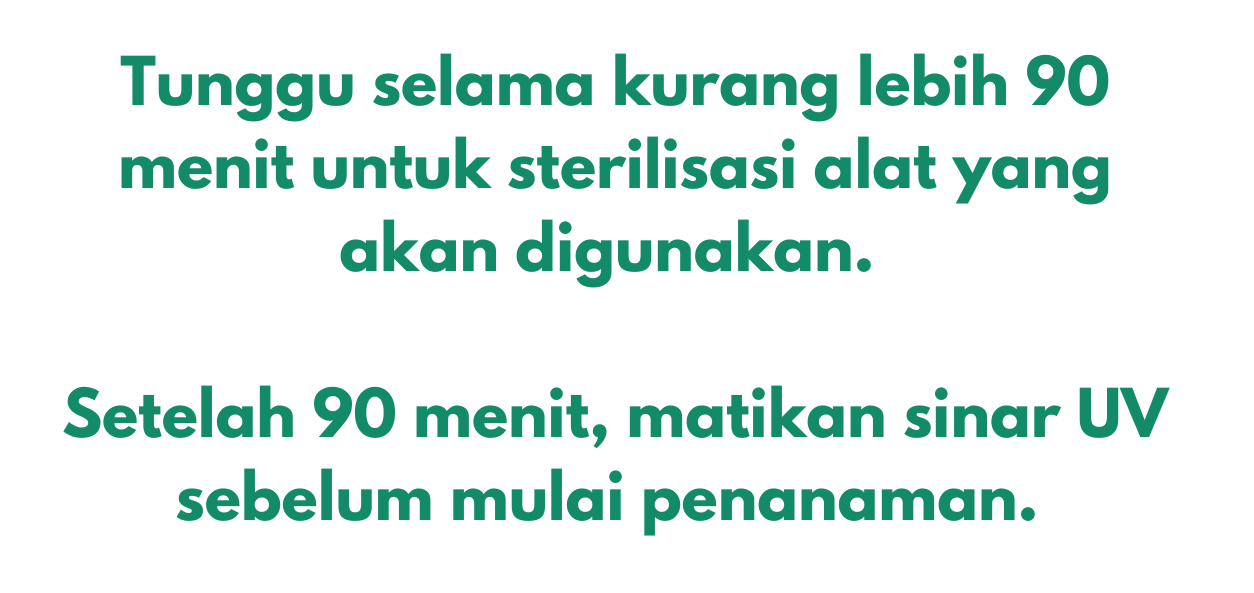 Tunggu selama kurang lebih 90
menit untuk sterilisasi alat yang
akan digunakan.
Setelah 90 menit, matikan sinar UV
sebelum mulai penanaman.